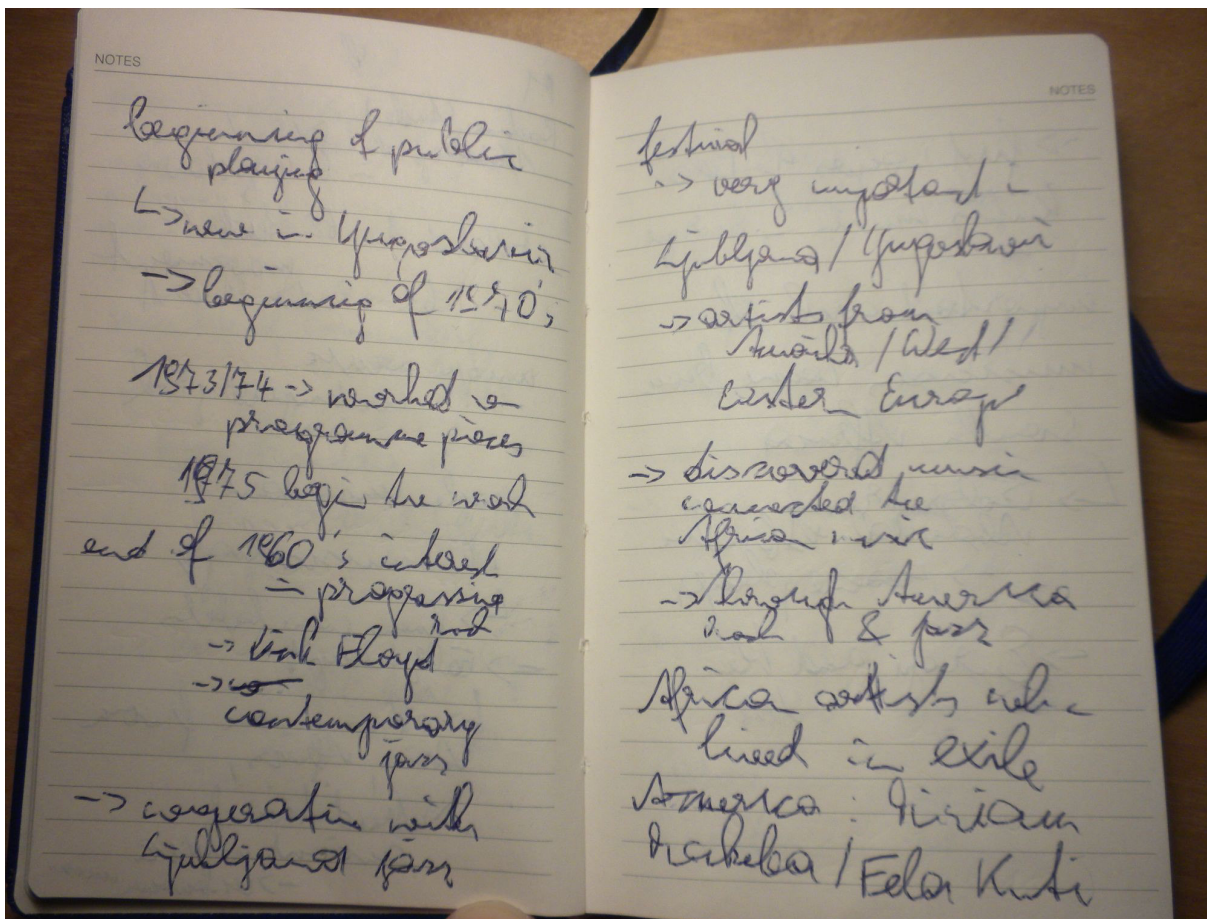 NOTES
beginning of public
playing
↳ new in Yugoslavia
-> beginning of 1970's
1973/74 -> worked on
programme pieces
1975 begin the work
end of 1960's interest
in progressive
rock
-> Pink Floyd
->
contemporary
jazz
-> cooperation with
Ljubljana jazz
NOTES
festival
-> very important in
Ljubljana / Yugoslavia
-> artists from
America / West /
Eastern Europe
-> discovered music
connected to
African music
-> through America
rock & jazz
African artists who
lived in exile
America: Miriam
Makeba / Fela Kuti